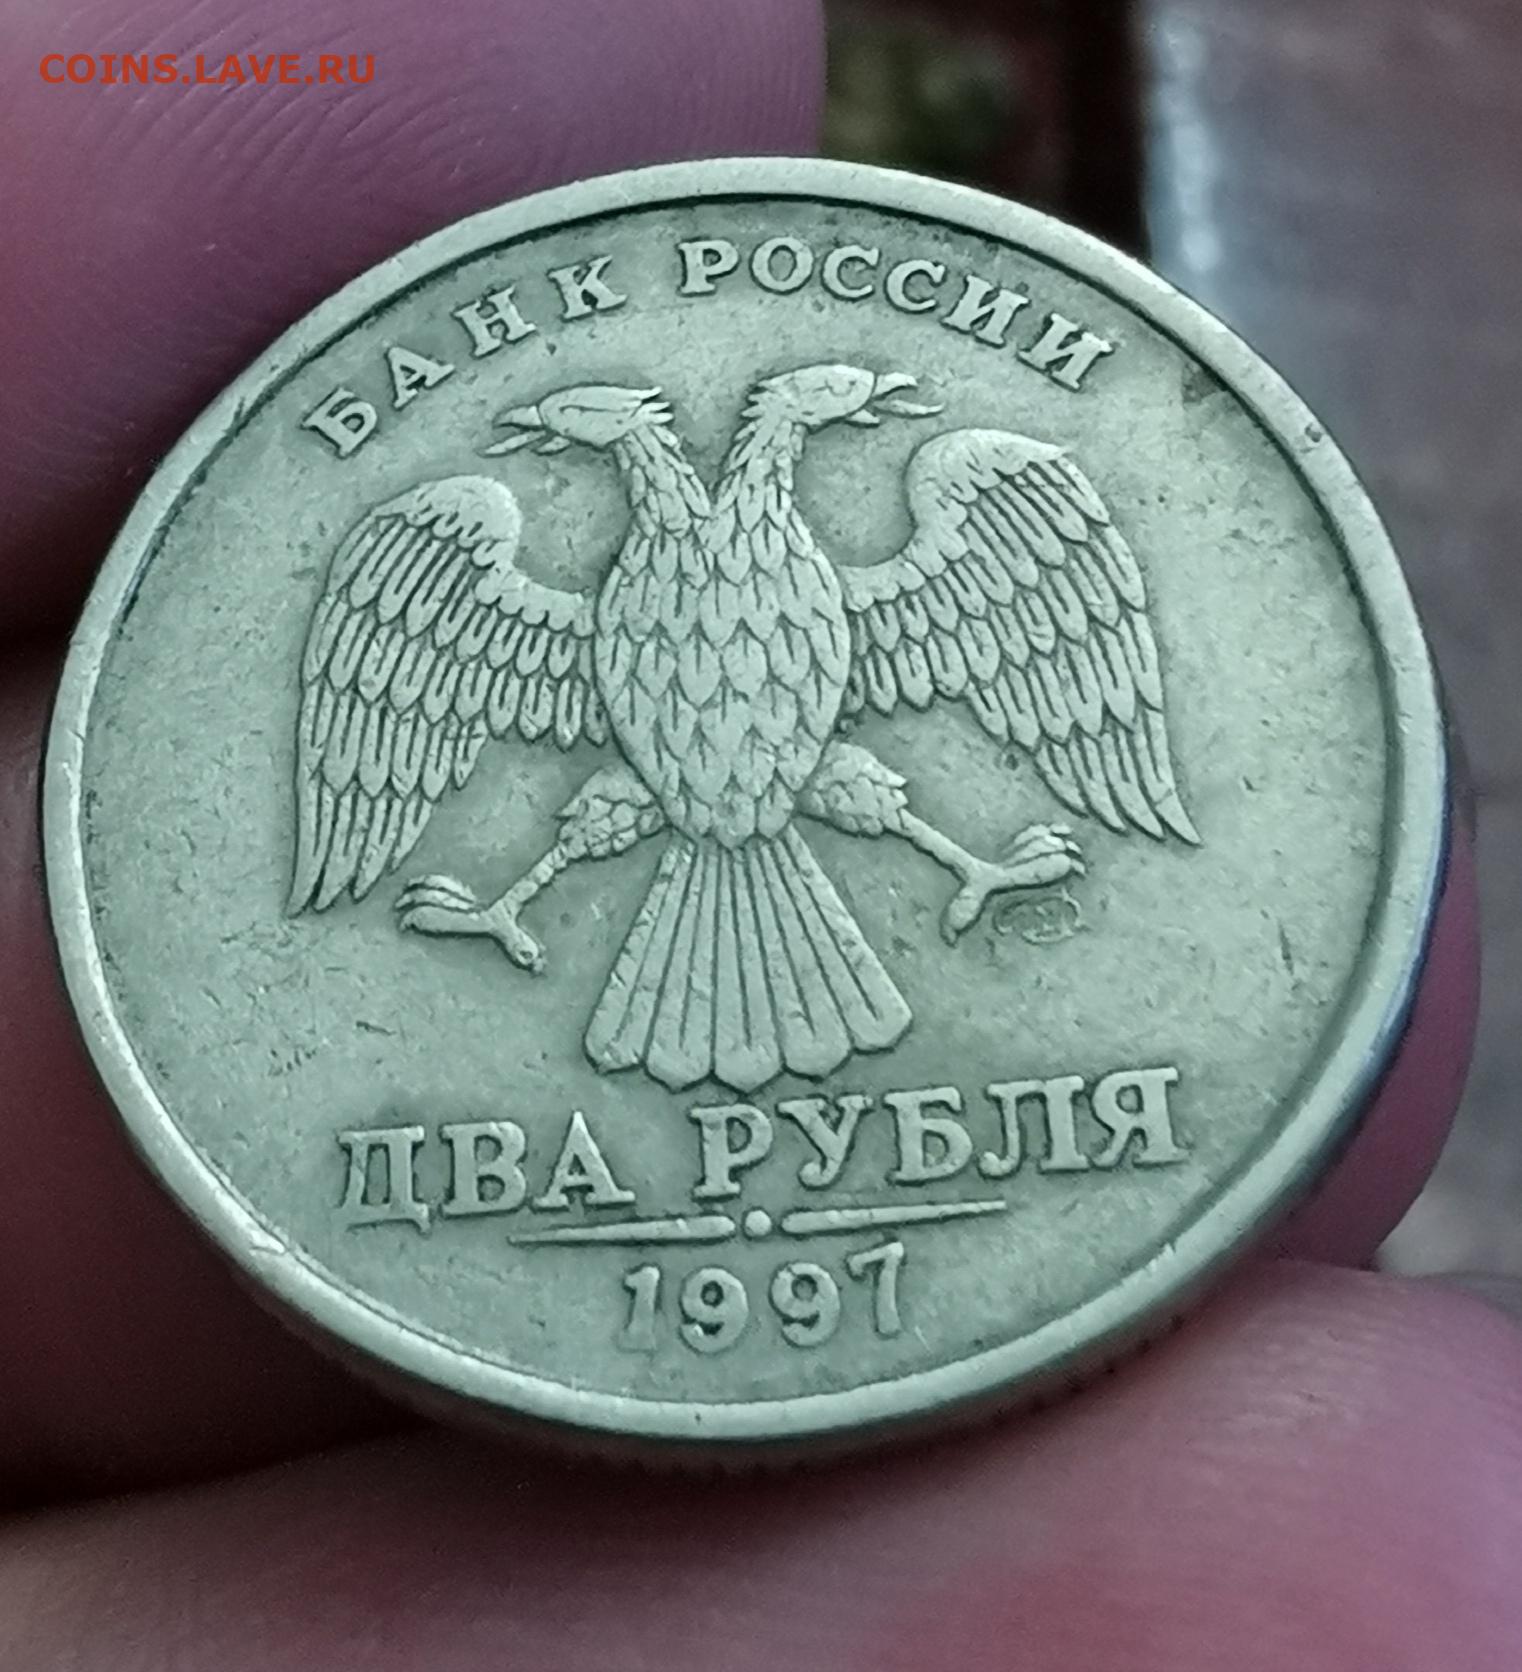 COINS.LAVE.RU
БАНК РОССИИ
ДВА РУБЛЯ
1997